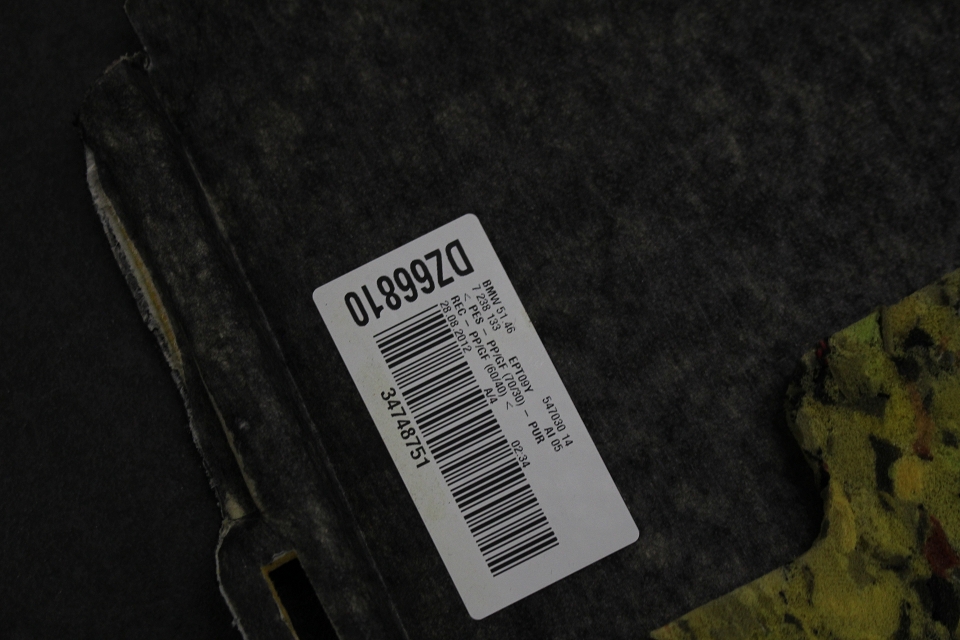 DZ66810
BMW 51 46 EPT09Y 547030 14
7 238 133 AI 05
< PES - PP/GF (70/30) - PUR
REC - PP/GF (60/40) <
28.08.2012 A/4 02:34
34748751